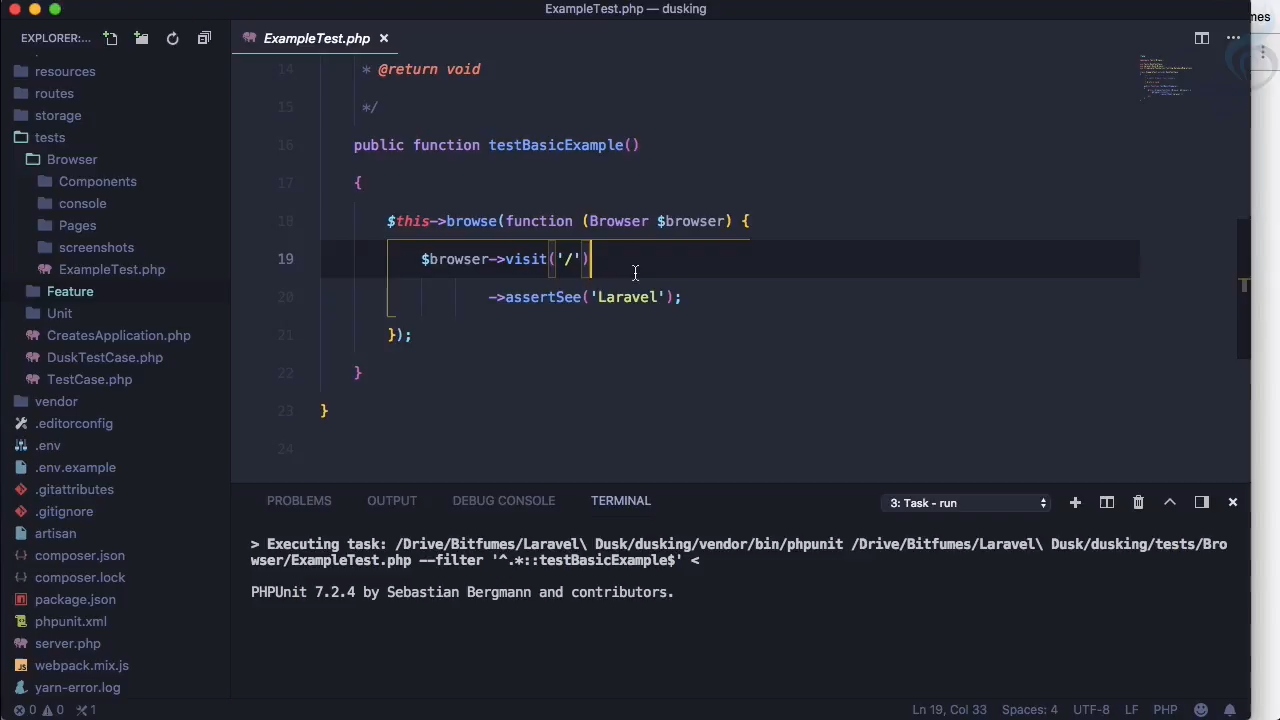 ExampleTest.php — dusking
mes
EXPLORER:...
ExampleTest.php
resources
routes
storage
tests
Browser
Components
console
Pages
screenshots
ExampleTest.php
Feature
Unit
CreatesApplication.php
DuskTestCase.php
TestCase.php
vendor
.editorconfig
.env
.env.example
.gitattributes
.gitignore
artisan
composer.json
composer.lock
package.json
phpunit.xml
server.php
webpack.mix.js
yarn-error.log
14 * @return void
15 */
16 public function testBasicExample()
17 {
18 $this->browse(function (Browser $browser) {
19 $browser->visit('/')
20 ->assertSee('Laravel');
21 });
22 }
23 }
24
PROBLEMS OUTPUT DEBUG CONSOLE TERMINAL 3: Task - run
> Executing task: /Drive/Bitfumes/Laravel\ Dusk/dusking/vendor/bin/phpunit /Drive/Bitfumes/Laravel\ Dusk/dusking/tests/Bro
wser/ExampleTest.php --filter '^.*::testBasicExample$' <
PHPUnit 7.2.4 by Sebastian Bergmann and contributors.
0 0 1 Ln 19, Col 33 Spaces: 4 UTF-8 LF PHP